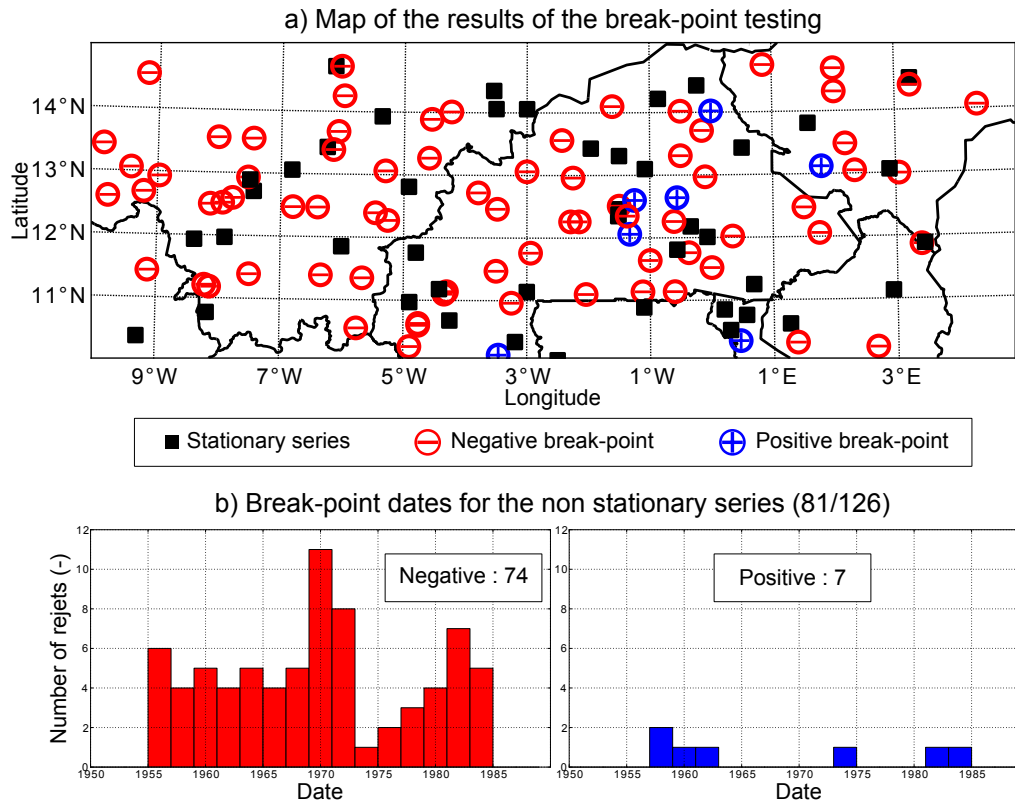 a) Map of the results of the break-point testing
14°N
13°N
12°N
11°N
Latitude
9°W 7°W 5°W 3°W 1°W 1°E 3°E
Longitude
Stationary series Negative break-point Positive break-point
b) Break-point dates for the non stationary series (81/126)
Number of rejets (-)
12
10
8
6
4
2
0
Negative : 74
1950 1955 1960 1965 1970 1975 1980 1985
Date
12
10
8
6
4
2
0
Positive : 7
1950 1955 1960 1965 1970 1975 1980 1985
Date